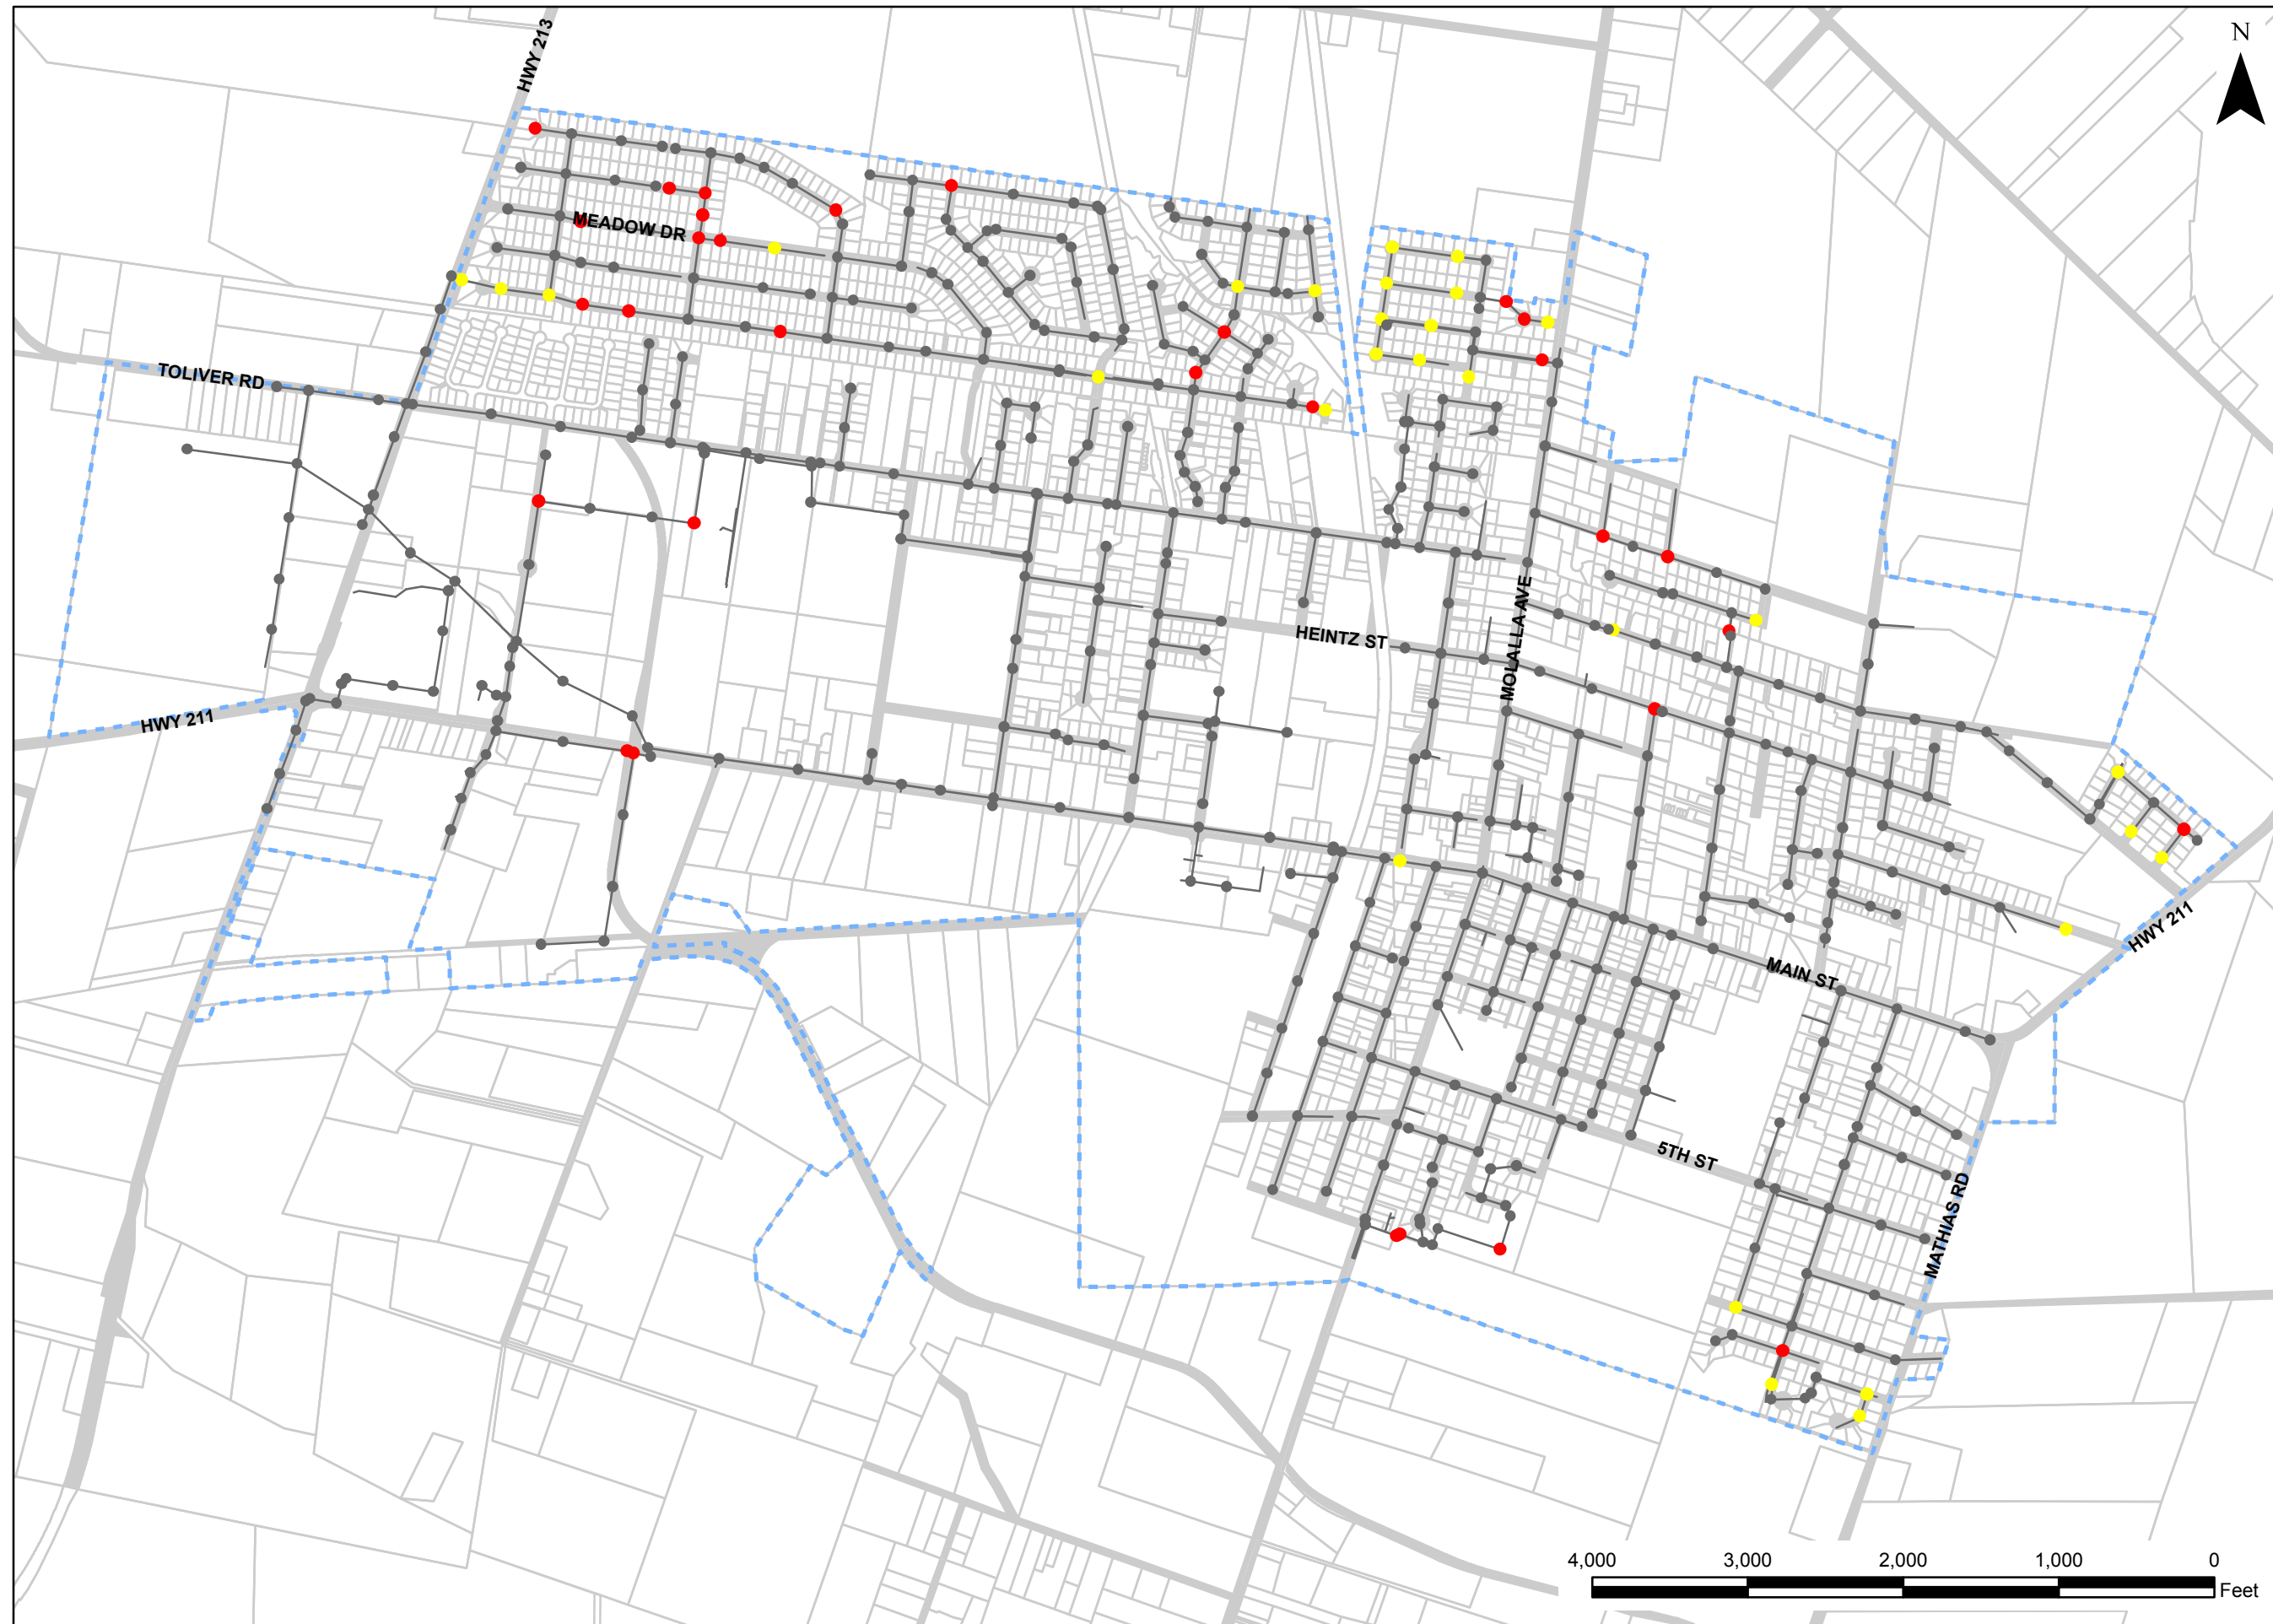 HWY 213
N
MEADOW DR
TOLIVER RD
HEINTZ ST
MOLALLA AVE
HWY 211
HWY 211
MAIN ST
5TH ST
MATHIAS RD
4,000 3,000 2,000 1,000 0
Feet